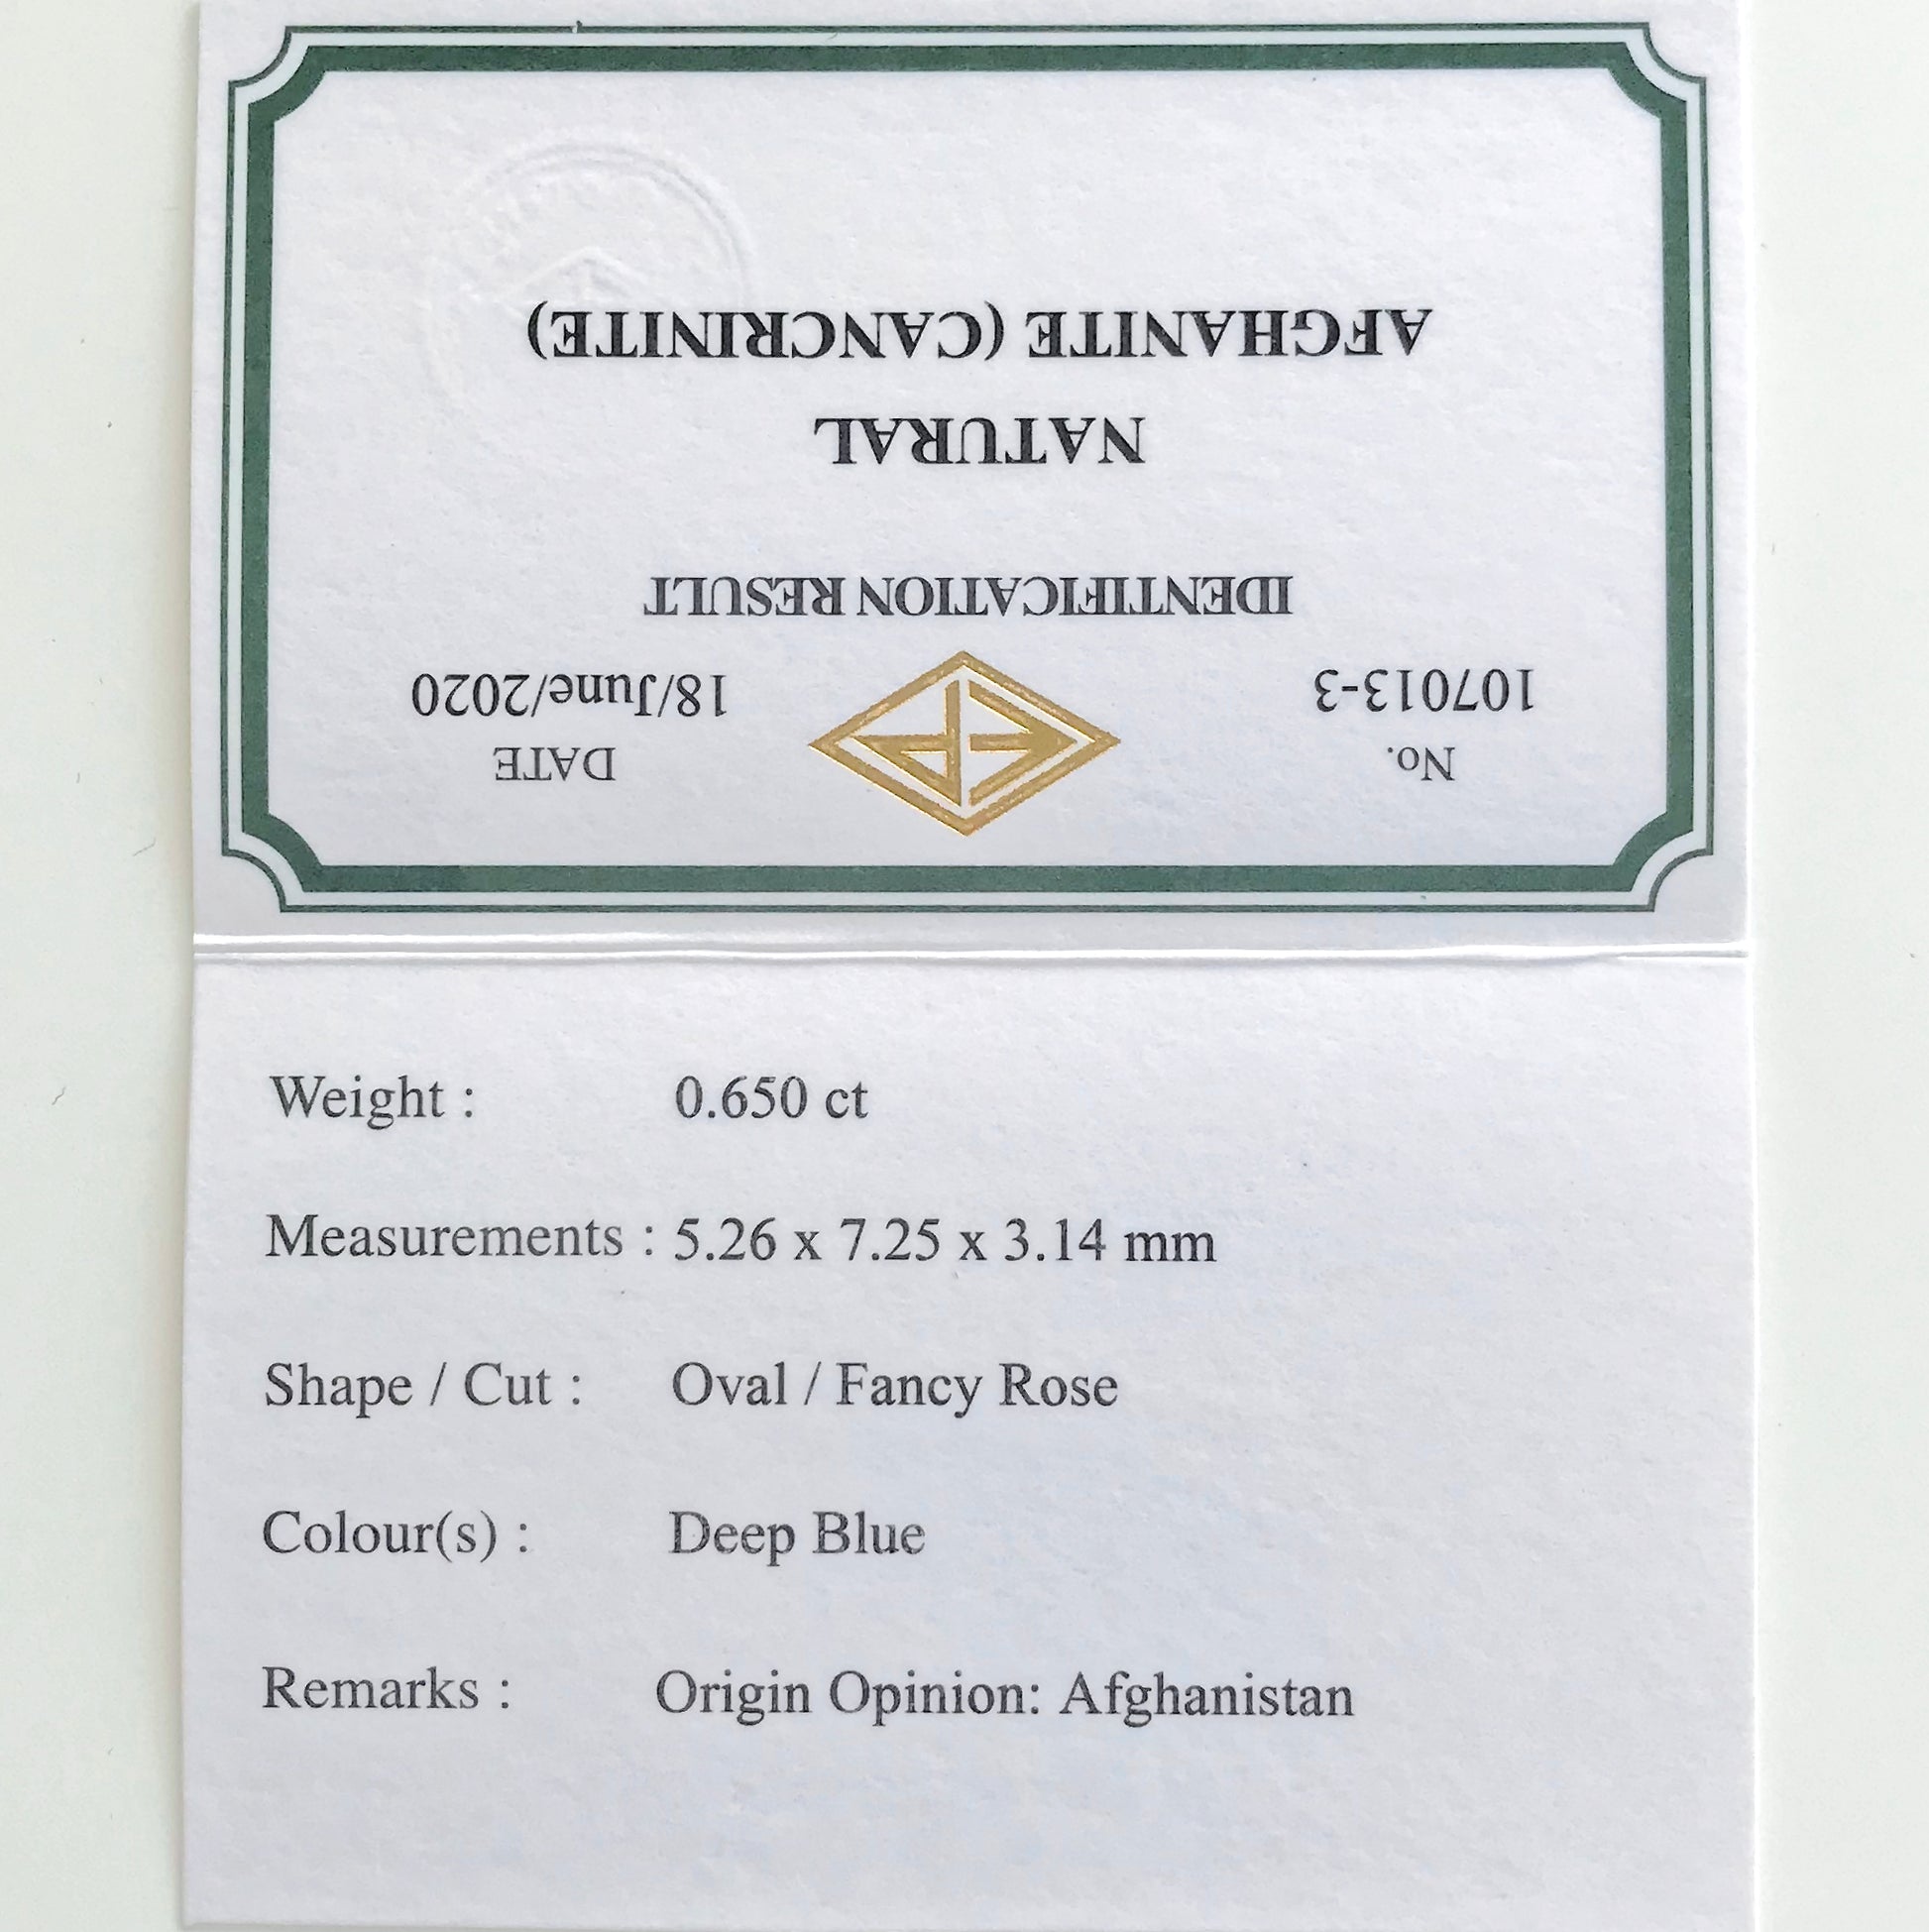 No.
107013-3
DATE
18/June/2020
IDENTIFICATION RESULT
NATURAL
AFGHANITE (CANCRINITE)
Weight : 0.650 ct
Measurements : 5.26 x 7.25 x 3.14 mm
Shape / Cut : Oval / Fancy Rose
Colour(s) : Deep Blue
Remarks : Origin Opinion: Afghanistan